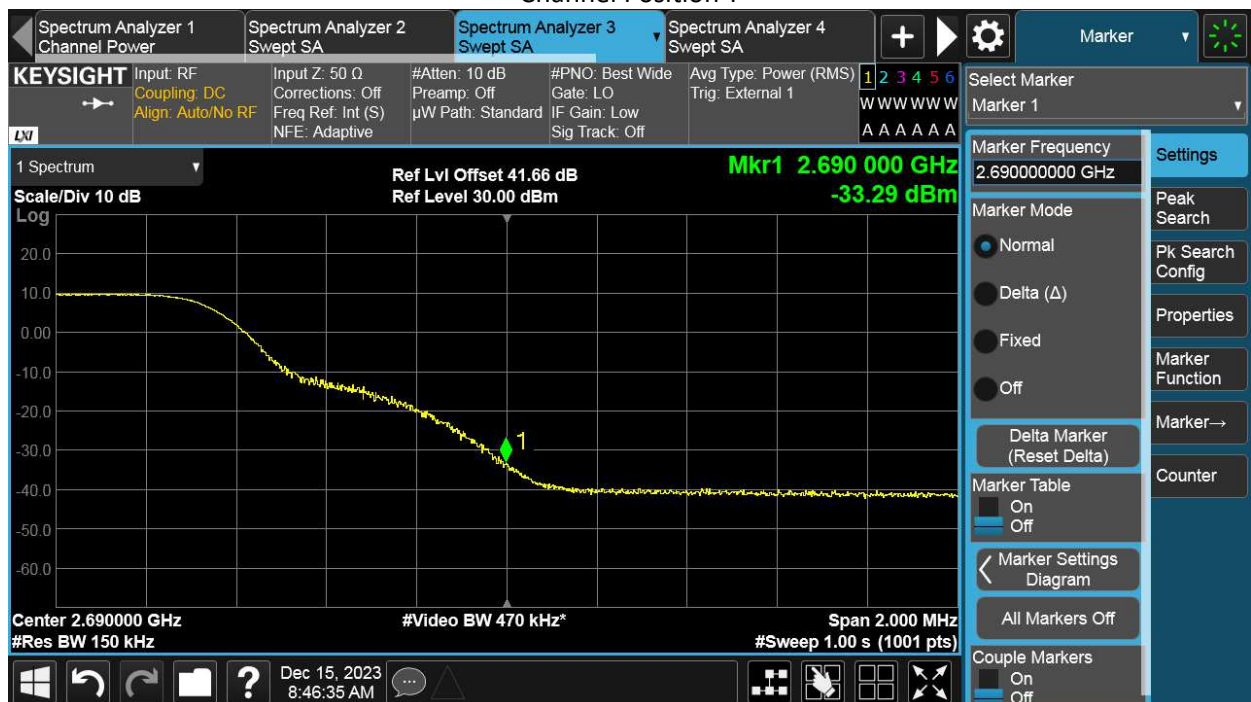 Channel Position T
Spectrum Analyzer 1
Channel Power
Spectrum Analyzer 2
Swept SA
Spectrum Analyzer 3
Swept SA
Spectrum Analyzer 4
Swept SA
Marker
KEYSIGHT
LXI
Input: RF
Coupling: DC
Align: Auto/No RF
Input Z: 50 Ω
Corrections: Off
Freq Ref: Int (S)
NFE: Adaptive
#Atten: 10 dB
Preamp: Off
µW Path: Standard
#PNO: Best Wide
Gate: LO
IF Gain: Low
Sig Track: Off
Avg Type: Power (RMS)
Trig: External 1
1 2 3 4 5 6
W W W W W W
A A A A A A
Select Marker
Marker 1
1 Spectrum
Scale/Div 10 dB
Log
Ref Lvl Offset 41.66 dB
Ref Level 30.00 dBm
Mkr1 2.690 000 GHz
-33.29 dBm
20.0
10.0
0.00
-10.0
-20.0
-30.0
-40.0
-50.0
-60.0
1
Center 2.690000 GHz
#Res BW 150 kHz
#Video BW 470 kHz*
Span 2.000 MHz
#Sweep 1.00 s (1001 pts)
Marker Frequency
2.690000000 GHz
Marker Mode
Normal
Delta (Δ)
Fixed
Off
Delta Marker
(Reset Delta)
Marker Table
On
Off
Marker Settings
Diagram
All Markers Off
Couple Markers
On
Off
Settings
Peak
Search
Pk Search
Config
Properties
Marker
Function
Marker→
Counter
?
Dec 15, 2023
8:46:35 AM